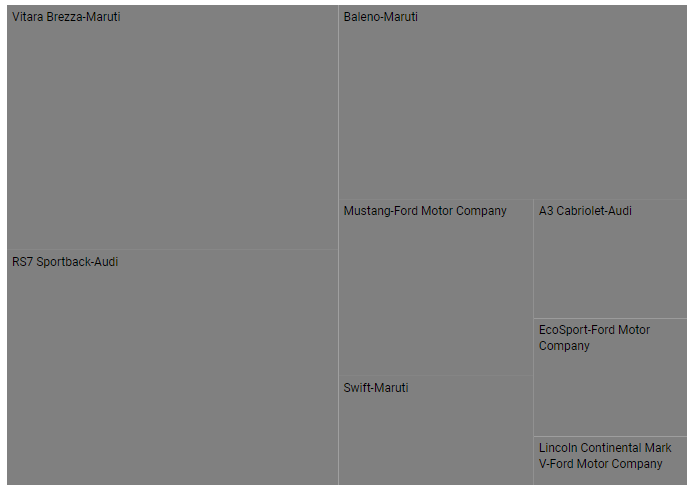 Vitara Brezza-Maruti
Baleno-Maruti
Mustang-Ford Motor Company
A3 Cabriolet-Audi
RS7 Sportback-Audi
EcoSport-Ford Motor
Company
Swift-Maruti
Lincoln Continental Mark
V-Ford Motor Company